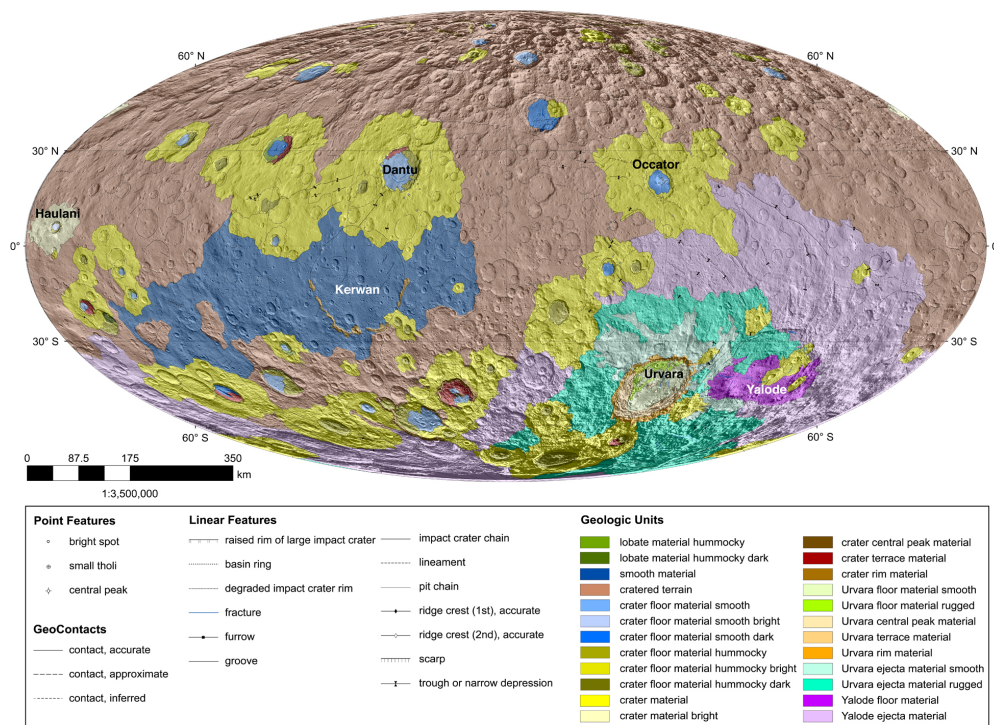 60° N
60° N
30° N
30° N
Dantu
Occator
Haulani
0°
0°
Kerwan
30° S
30° S
Urvara
Yalode
60° S
60° S
0 87.5 175 350
km
1:3,500,000
Point Features
bright spot
small tholi
central peak
GeoContacts
contact, accurate
contact, approximate
contact, inferred
Linear Features
raised rim of large impact crater
basin ring
degraded impact crater rim
fracture
furrow
groove
impact crater chain
lineament
pit chain
ridge crest (1st), accurate
ridge crest (2nd), accurate
scarp
trough or narrow depression
Geologic Units
lobate material hummocky
lobate material hummocky dark
smooth material
cratered terrain
crater floor material smooth
crater floor material smooth bright
crater floor material smooth dark
crater floor material hummocky
crater floor material hummocky bright
crater floor material hummocky dark
crater material
crater material bright
crater central peak material
crater terrace material
crater rim material
Urvara floor material smooth
Urvara floor material rugged
Urvara central peak material
Urvara terrace material
Urvara rim material
Urvara ejecta material smooth
Urvara ejecta material rugged
Yalode floor material
Yalode ejecta material